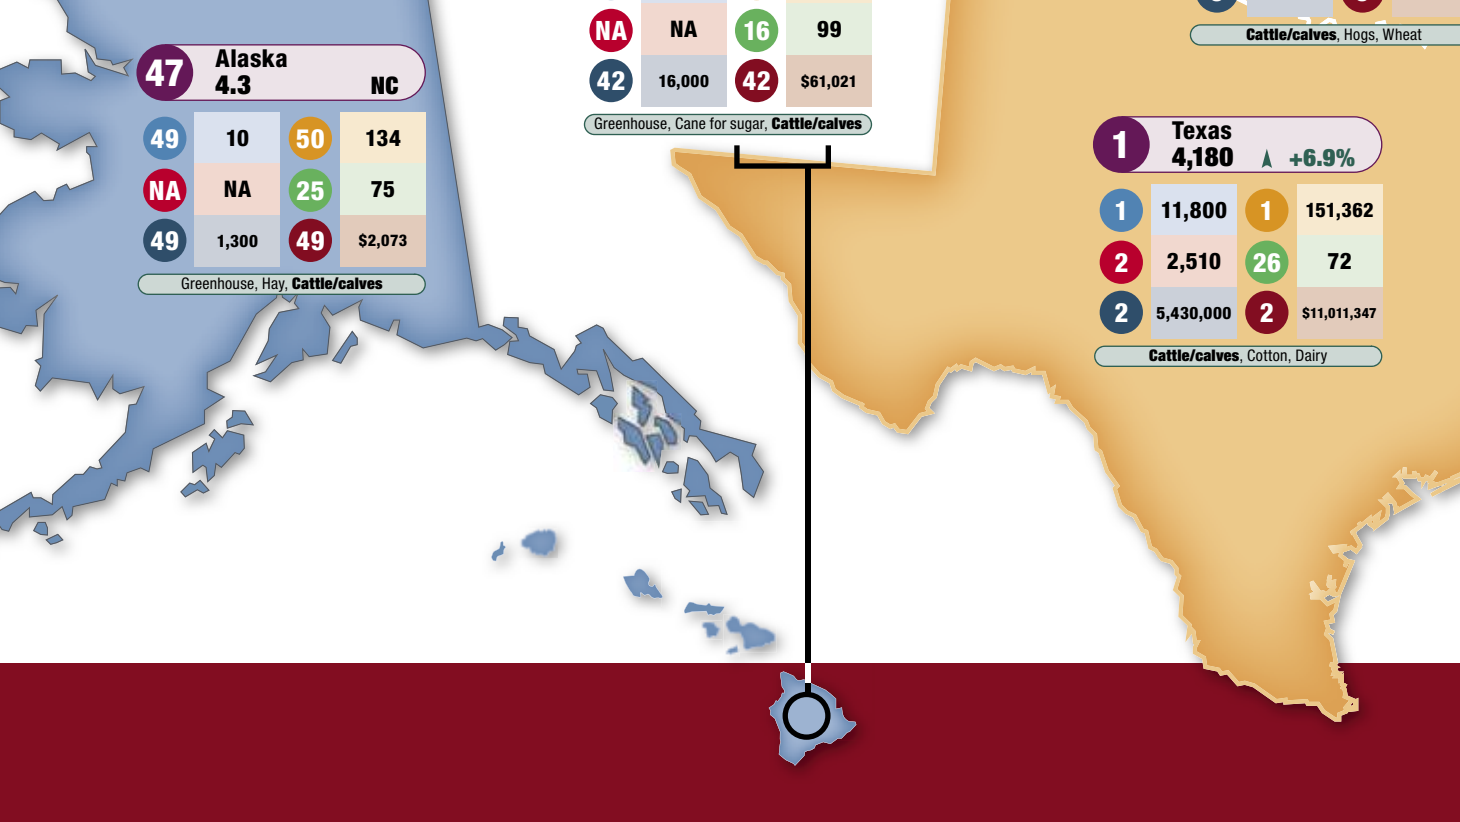 NA NA 16 99
42 16,000 42 $61,021
Greenhouse, Cane for sugar, Cattle/calves
Cattle/calves, Hogs, Wheat
47 Alaska
4.3 NC
49 10 50 134
NA NA 25 75
49 1,300 49 $2,073
Greenhouse, Hay, Cattle/calves
1 Texas
4,180 +6.9%
1 11,800 1 151,362
2 2,510 26 72
2 5,430,000 2 $11,011,347
Cattle/calves, Cotton, Dairy